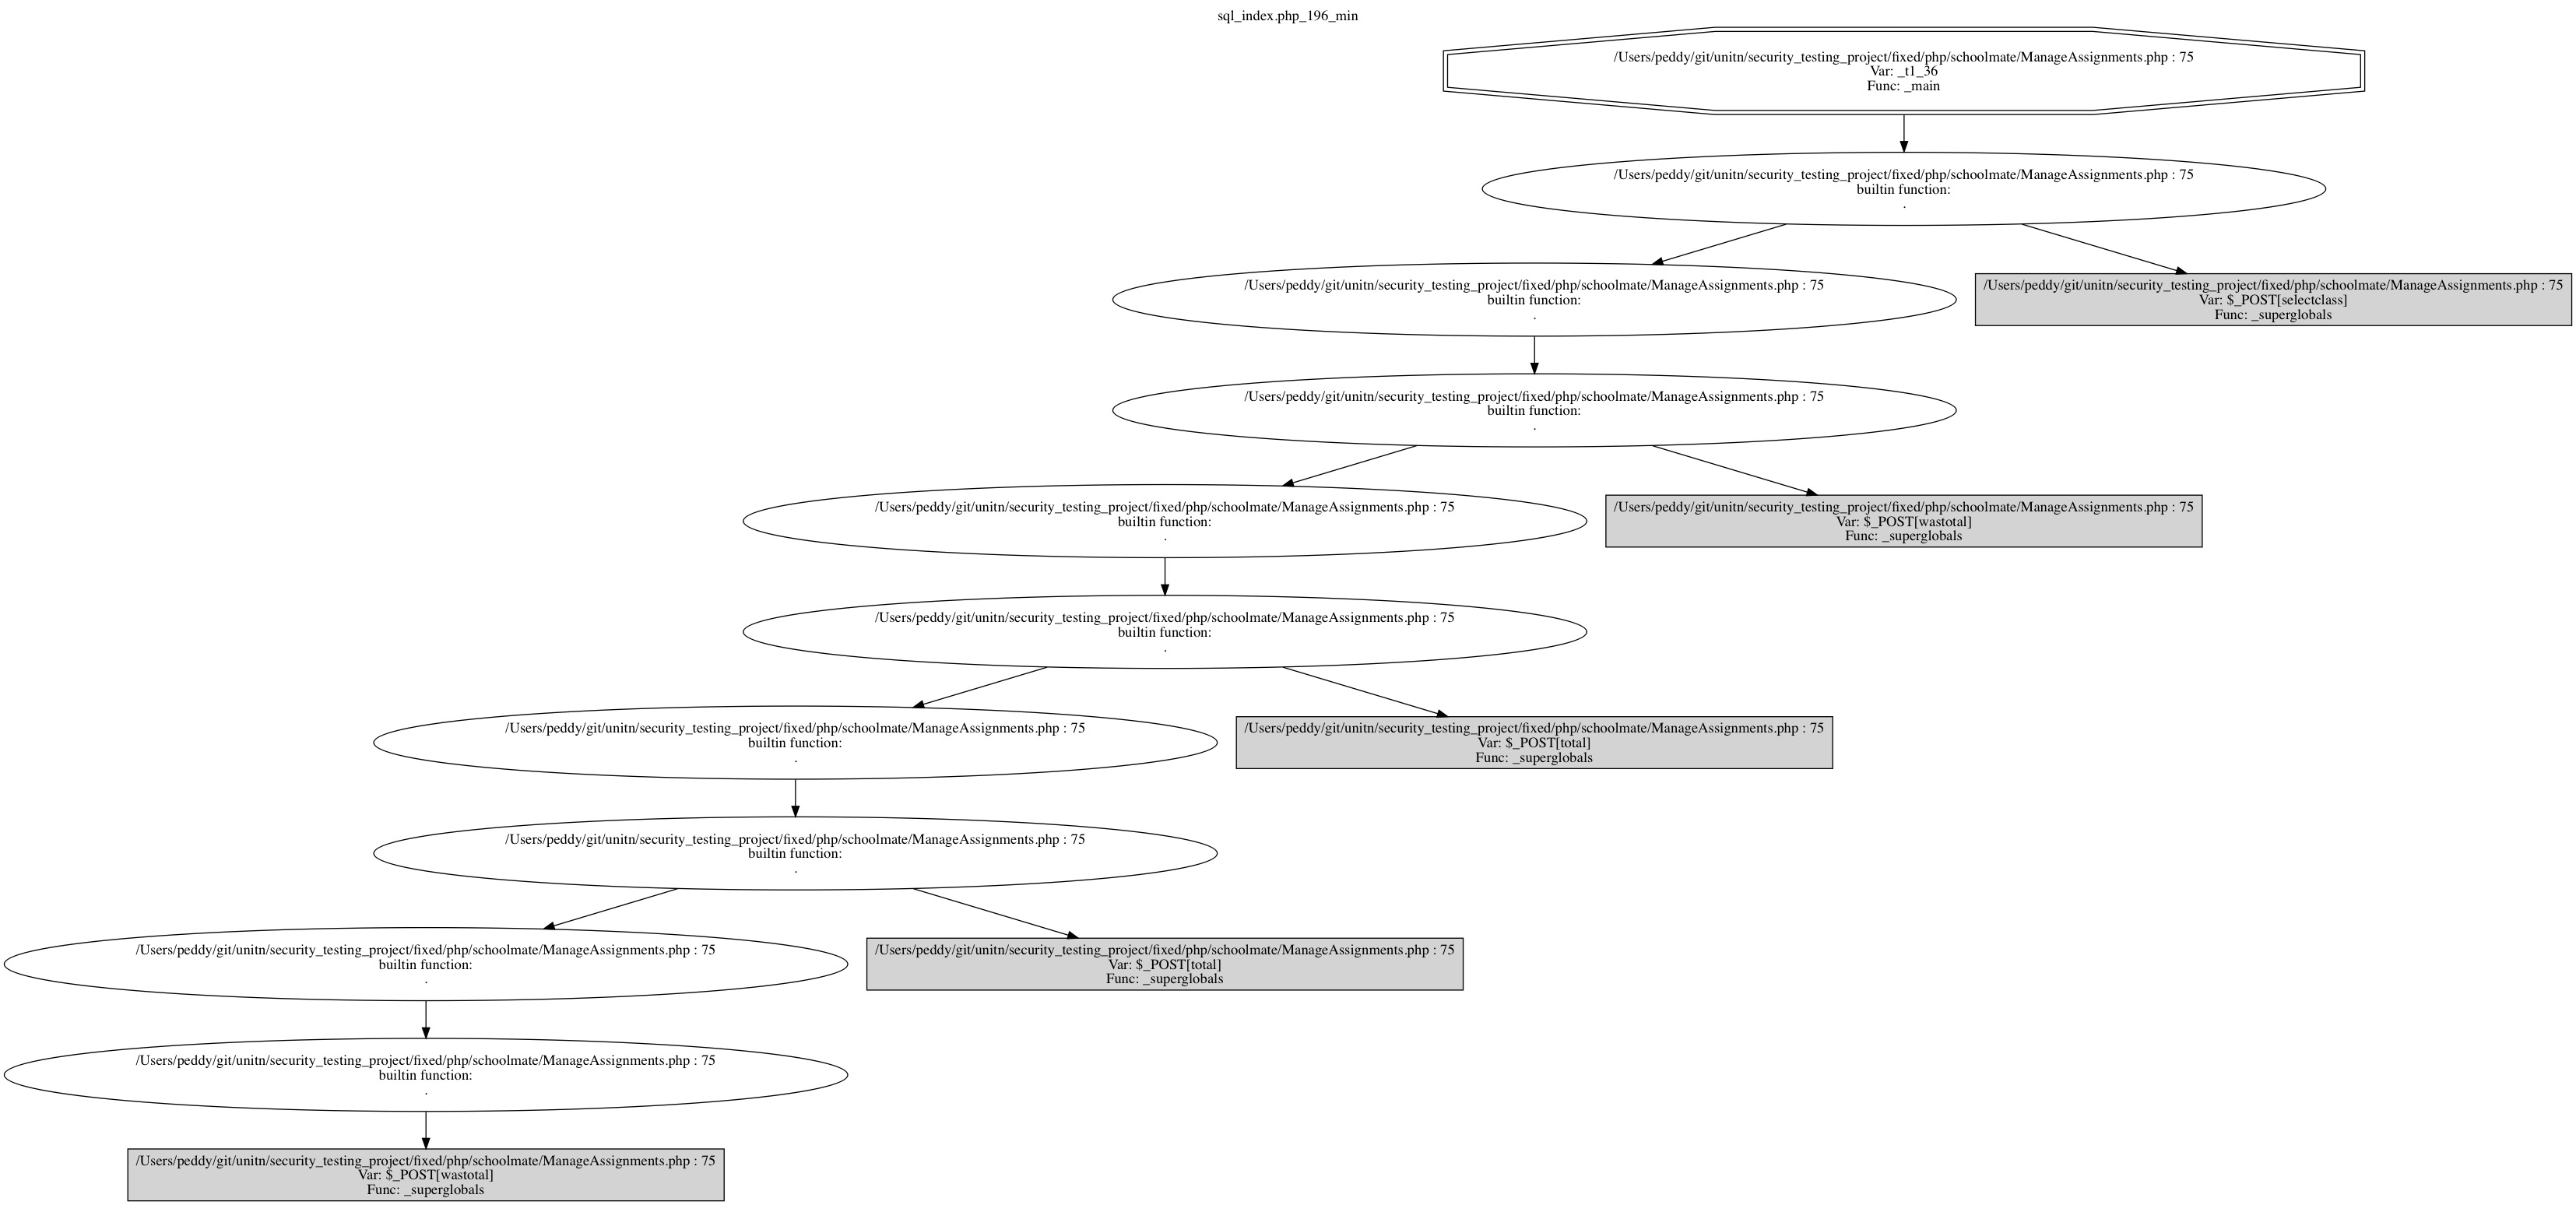 sql_index.php_196_min
/Users/peddy/git/unitn/security_testing_project/fixed/php/schoolmate/ManageAssignments.php : 75
Var: _t1_36
Func: _main
/Users/peddy/git/unitn/security_testing_project/fixed/php/schoolmate/ManageAssignments.php : 75
builtin function:
.
/Users/peddy/git/unitn/security_testing_project/fixed/php/schoolmate/ManageAssignments.php : 75
builtin function:
.
/Users/peddy/git/unitn/security_testing_project/fixed/php/schoolmate/ManageAssignments.php : 75
Var: $_POST[selectclass]
Func: _superglobals
/Users/peddy/git/unitn/security_testing_project/fixed/php/schoolmate/ManageAssignments.php : 75
builtin function:
.
/Users/peddy/git/unitn/security_testing_project/fixed/php/schoolmate/ManageAssignments.php : 75
builtin function:
.
/Users/peddy/git/unitn/security_testing_project/fixed/php/schoolmate/ManageAssignments.php : 75
Var: $_POST[wastotal]
Func: _superglobals
/Users/peddy/git/unitn/security_testing_project/fixed/php/schoolmate/ManageAssignments.php : 75
builtin function:
.
/Users/peddy/git/unitn/security_testing_project/fixed/php/schoolmate/ManageAssignments.php : 75
builtin function:
.
/Users/peddy/git/unitn/security_testing_project/fixed/php/schoolmate/ManageAssignments.php : 75
Var: $_POST[total]
Func: _superglobals
/Users/peddy/git/unitn/security_testing_project/fixed/php/schoolmate/ManageAssignments.php : 75
builtin function:
.
/Users/peddy/git/unitn/security_testing_project/fixed/php/schoolmate/ManageAssignments.php : 75
builtin function:
.
/Users/peddy/git/unitn/security_testing_project/fixed/php/schoolmate/ManageAssignments.php : 75
Var: $_POST[total]
Func: _superglobals
/Users/peddy/git/unitn/security_testing_project/fixed/php/schoolmate/ManageAssignments.php : 75
builtin function:
.
/Users/peddy/git/unitn/security_testing_project/fixed/php/schoolmate/ManageAssignments.php : 75
Var: $_POST[wastotal]
Func: _superglobals